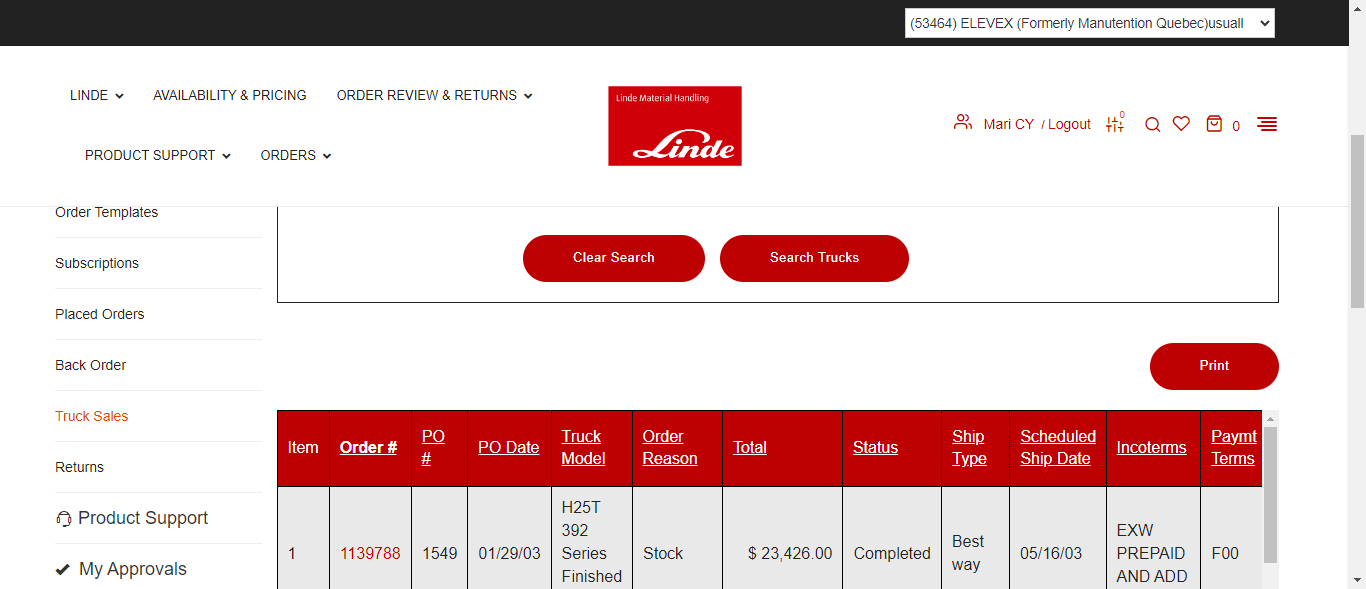 (53464) ELEVEX (Formerly Manutention Quebec)usuall
LINDE
AVAILABILITY & PRICING
ORDER REVIEW & RETURNS
PRODUCT SUPPORT
ORDERS
Linde Material Handling
Linde
Mari CY / Logout
0
0
Order Templates
Subscriptions
Placed Orders
Back Order
Truck Sales
Returns
Product Support
My Approvals
Clear Search
Search Trucks
Print
Item
Order #
PO
#
PO Date
Truck
Model
Order
Reason
Total
Status
Ship
Type
Scheduled
Ship Date
Incoterms
Paymt
Terms
1
1139788
1549
01/29/03
H25T
392
Series
Finished
Stock
$ 23,426.00
Completed
Best
way
05/16/03
EXW
PREPAID
AND ADD
F00